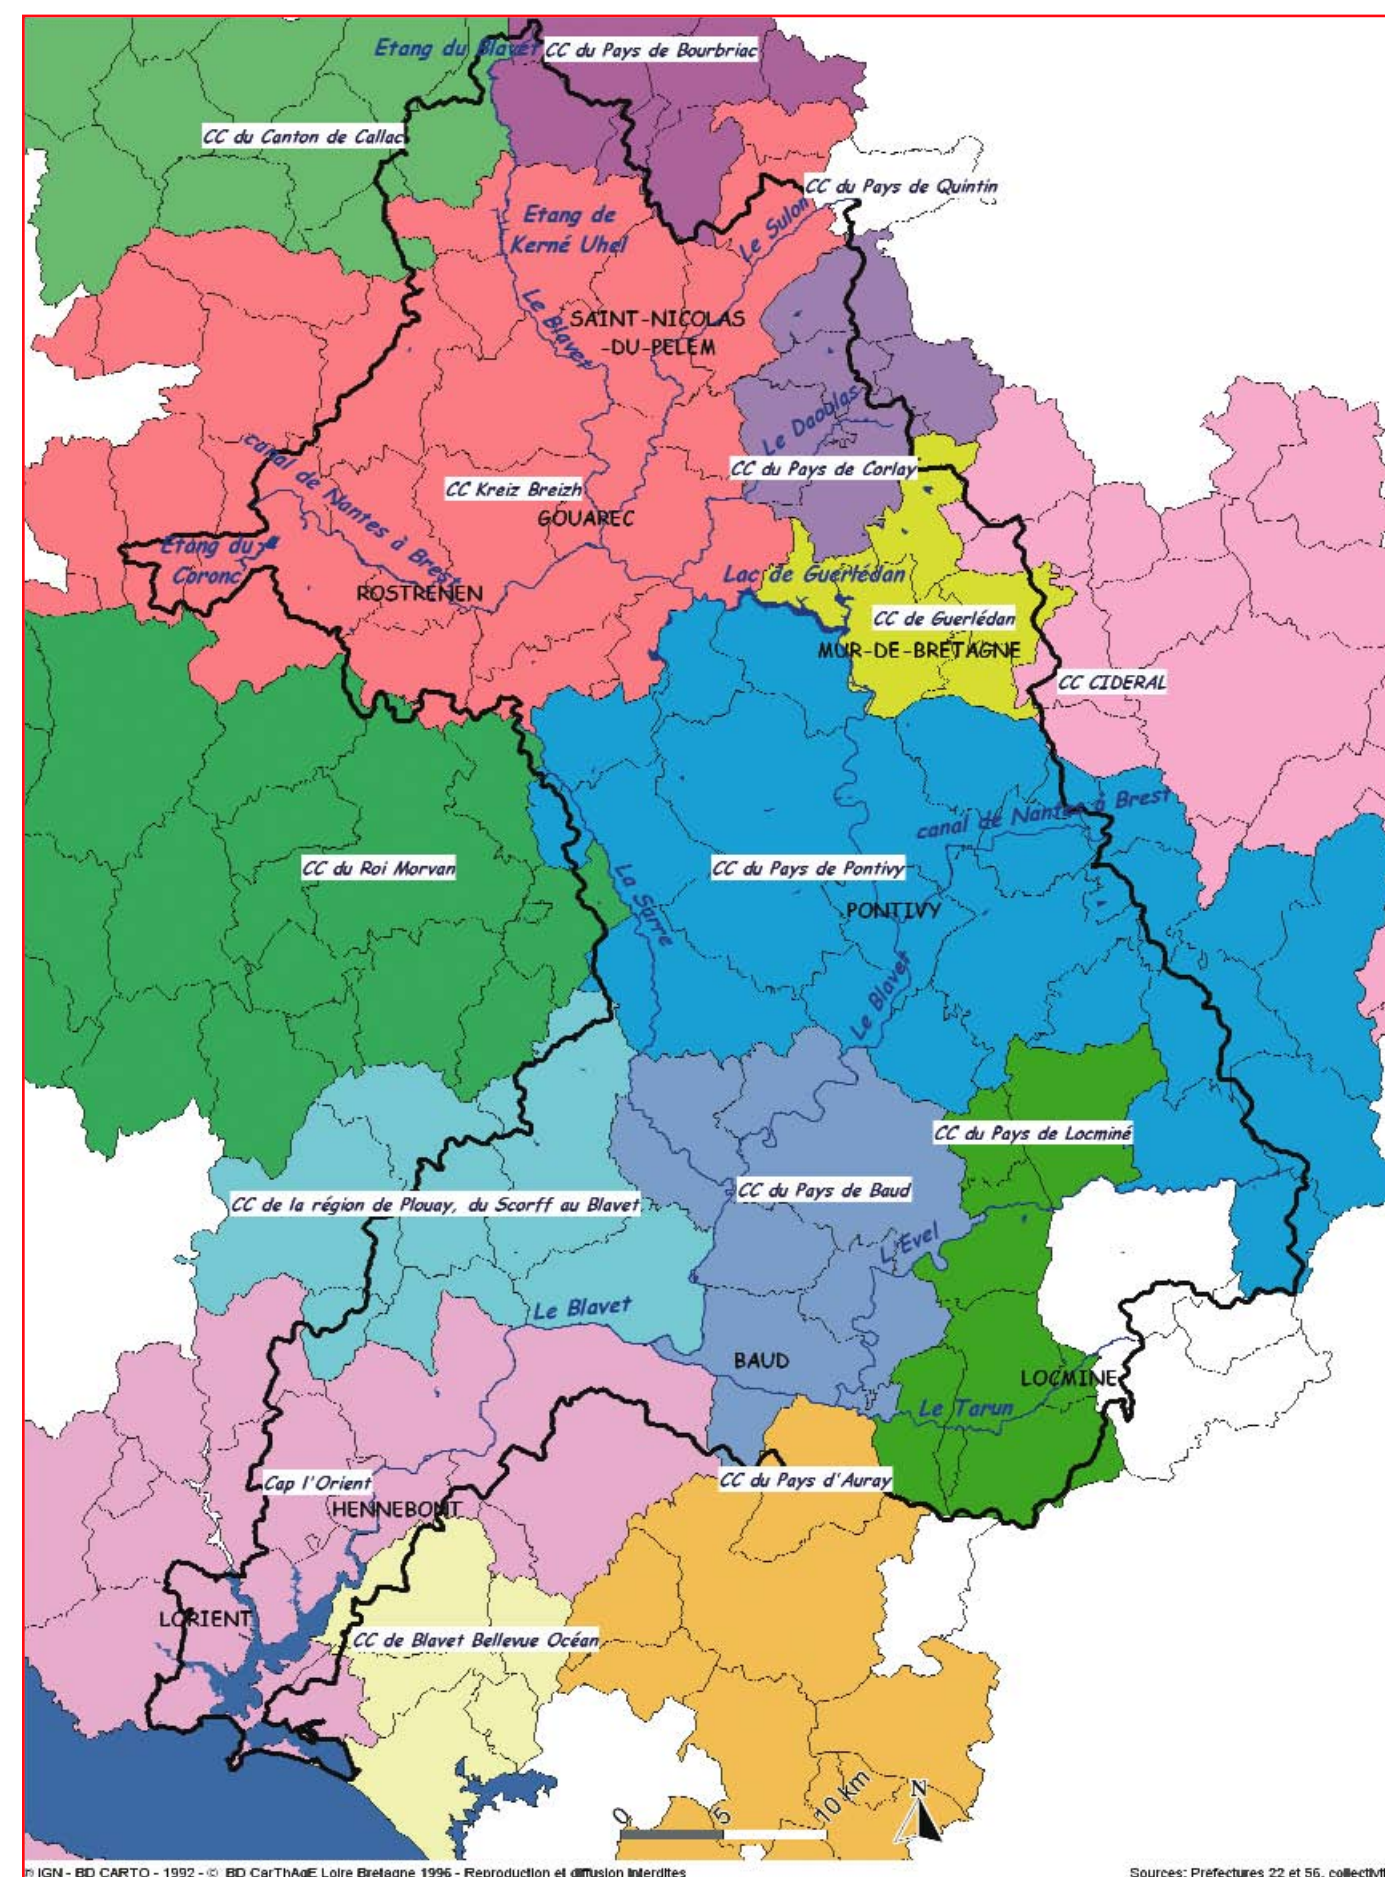 Etang du Blavet
CC du Pays de Bourbriac
CC du Canton de Callac
CC du Pays de Quintin
Etang de
Kerné Uhel
Le Sulon
Le Blavet
SAINT-NICOLAS
-DU-PELEM
Le Daoulas
canal de Nantes à Brest
CC du Pays de Corlay
CC Kreiz Breizh
GOUAREC
Etang du
Coronc
Lac de Guerlédan
ROSTRENEN
CC de Guerlédan
MUR-DE-BRETAGNE
CC CIDERAL
canal de Nantes à Brest
CC du Roi Morvan
La Sarre
CC du Pays de Pontivy
PONTIVY
Le Blavet
CC du Pays de Locminé
CC du Pays de Baud
CC de la région de Plouay, du Scorff au Blavet
L'Evel
Le Blavet
BAUD
LOCMINE
Le Tarun
Cap l'Orient
CC du Pays d'Auray
HENNEBONT
LORIENT
CC de Blavet Bellevue Océan
0 5 10 km
N
© IGN - BD CARTO - 1992 - © BD CarThAgE Loire Bretagne 1996 - Reproduction et diffusion interdites
Sources: Préfectures 22 et 56, collectivit